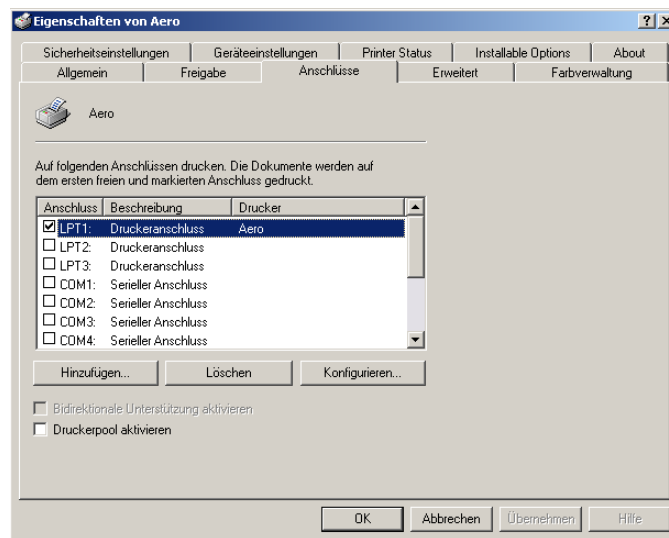 Eigenschaften von Aero
Sicherheitseinstellungen Geräteeinstellungen Printer Status Installable Options About
Allgemein Freigabe Anschlüsse Erweitert Farbverwaltung
Aero
Auf folgenden Anschlüssen drucken. Die Dokumente werden auf
dem ersten freien und markierten Anschluss gedruckt.
Anschluss Beschreibung Drucker
LPT1: Druckeranschluss Aero
LPT2: Druckeranschluss
LPT3: Druckeranschluss
COM1: Serieller Anschluss
COM2: Serieller Anschluss
COM3: Serieller Anschluss
COM4: Serieller Anschluss
Hinzufügen... Löschen Konfigurieren...
Bidirektionale Unterstützung aktivieren
Druckerpool aktivieren
OK Abbrechen Übernehmen Hilfe